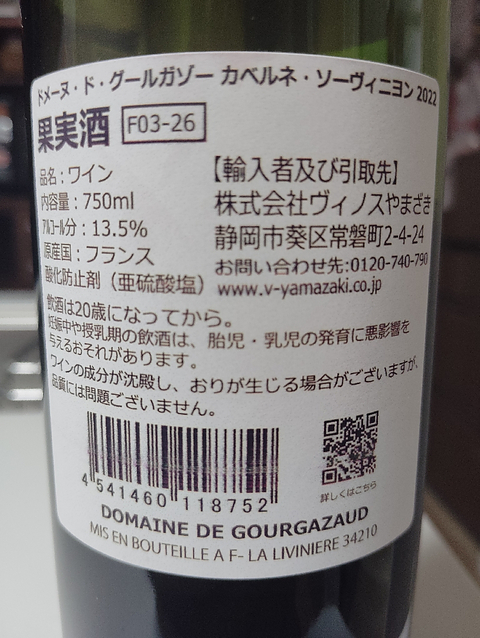 ドメーヌ・ド・グールガゾー カベルネ・ソーヴィニヨン 2022
果実酒 F03-26
品名：ワイン
内容量：750ml
アルコール分：13.5%
原産国：フランス
酸化防止剤（亜硫酸塩）
【輸入者及び引取先】
株式会社ヴィノスやまざき
静岡市葵区常磐町2-4-24
お問い合わせ先:0120-740-790
www.v-yamazaki.co.jp
飲酒は20歳になってから。
妊娠中や授乳期の飲酒は、胎児・乳児の発育に悪影響を
与えるおそれがあります。
ワインの成分が沈殿し、おりが生じる場合がございますが、
品質には問題ございません。
4 541460 118752
詳しくはこちら
DOMAINE DE GOURGAZAUD
MIS EN BOUTEILLE A F- LA LIVINIERE 34210